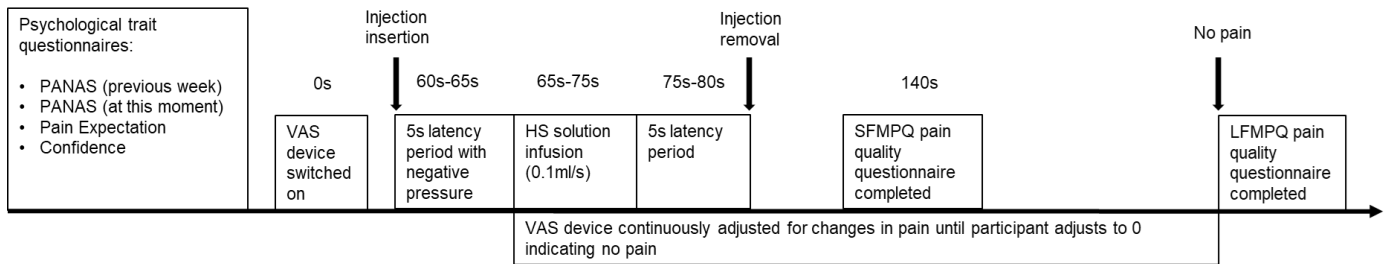 Psychological trait
questionnaires:
• PANAS (previous week)
• PANAS (at this moment)
• Pain Expectation
• Confidence
Injection
insertion
Injection
removal
No pain
0s
60s-65s
65s-75s
75s-80s
140s
VAS
device
switched
on
5s latency
period with
negative
pressure
HS solution
infusion
(0.1ml/s)
5s latency
period
SFMPQ pain
quality
questionnaire
completed
LFMPQ pain
quality
questionnaire
completed
VAS device continuously adjusted for changes in pain until participant adjusts to 0
indicating no pain